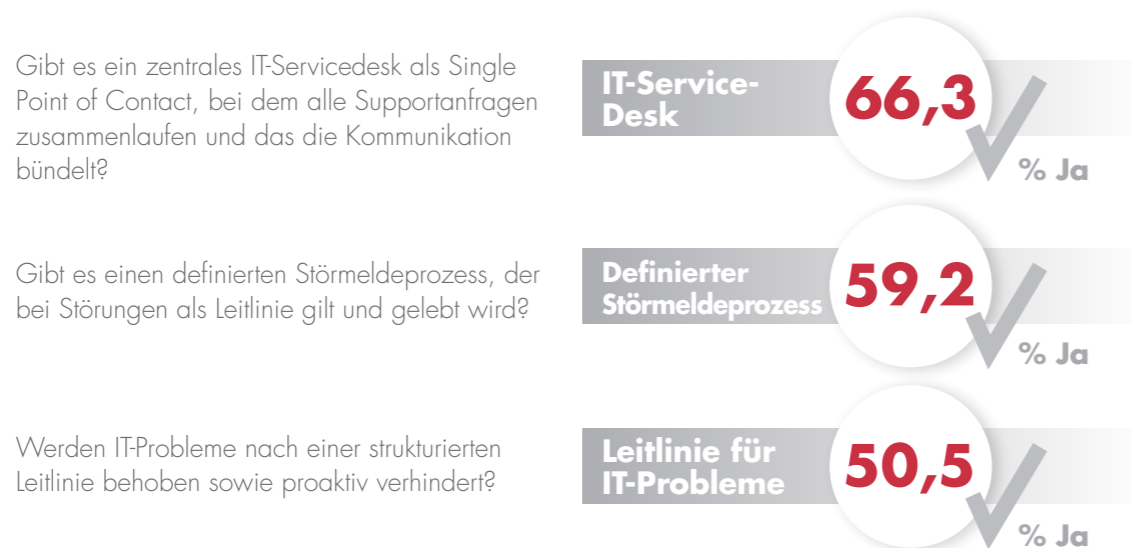 Gibt es ein zentrales IT-Servicedesk als Single
Point of Contact, bei dem alle Supportanfragen
zusammenlaufen und das die Kommunikation
bündelt?
IT-Service-
Desk
66,3
% Ja
Gibt es einen definierten Störmeldeprozess, der
bei Störungen als Leitlinie gilt und gelebt wird?
Definierter
Störmeldeprozess
59,2
% Ja
Werden IT-Probleme nach einer strukturierten
Leitlinie behoben sowie proaktiv verhindert?
Leitlinie für
IT-Probleme
50,5
% Ja